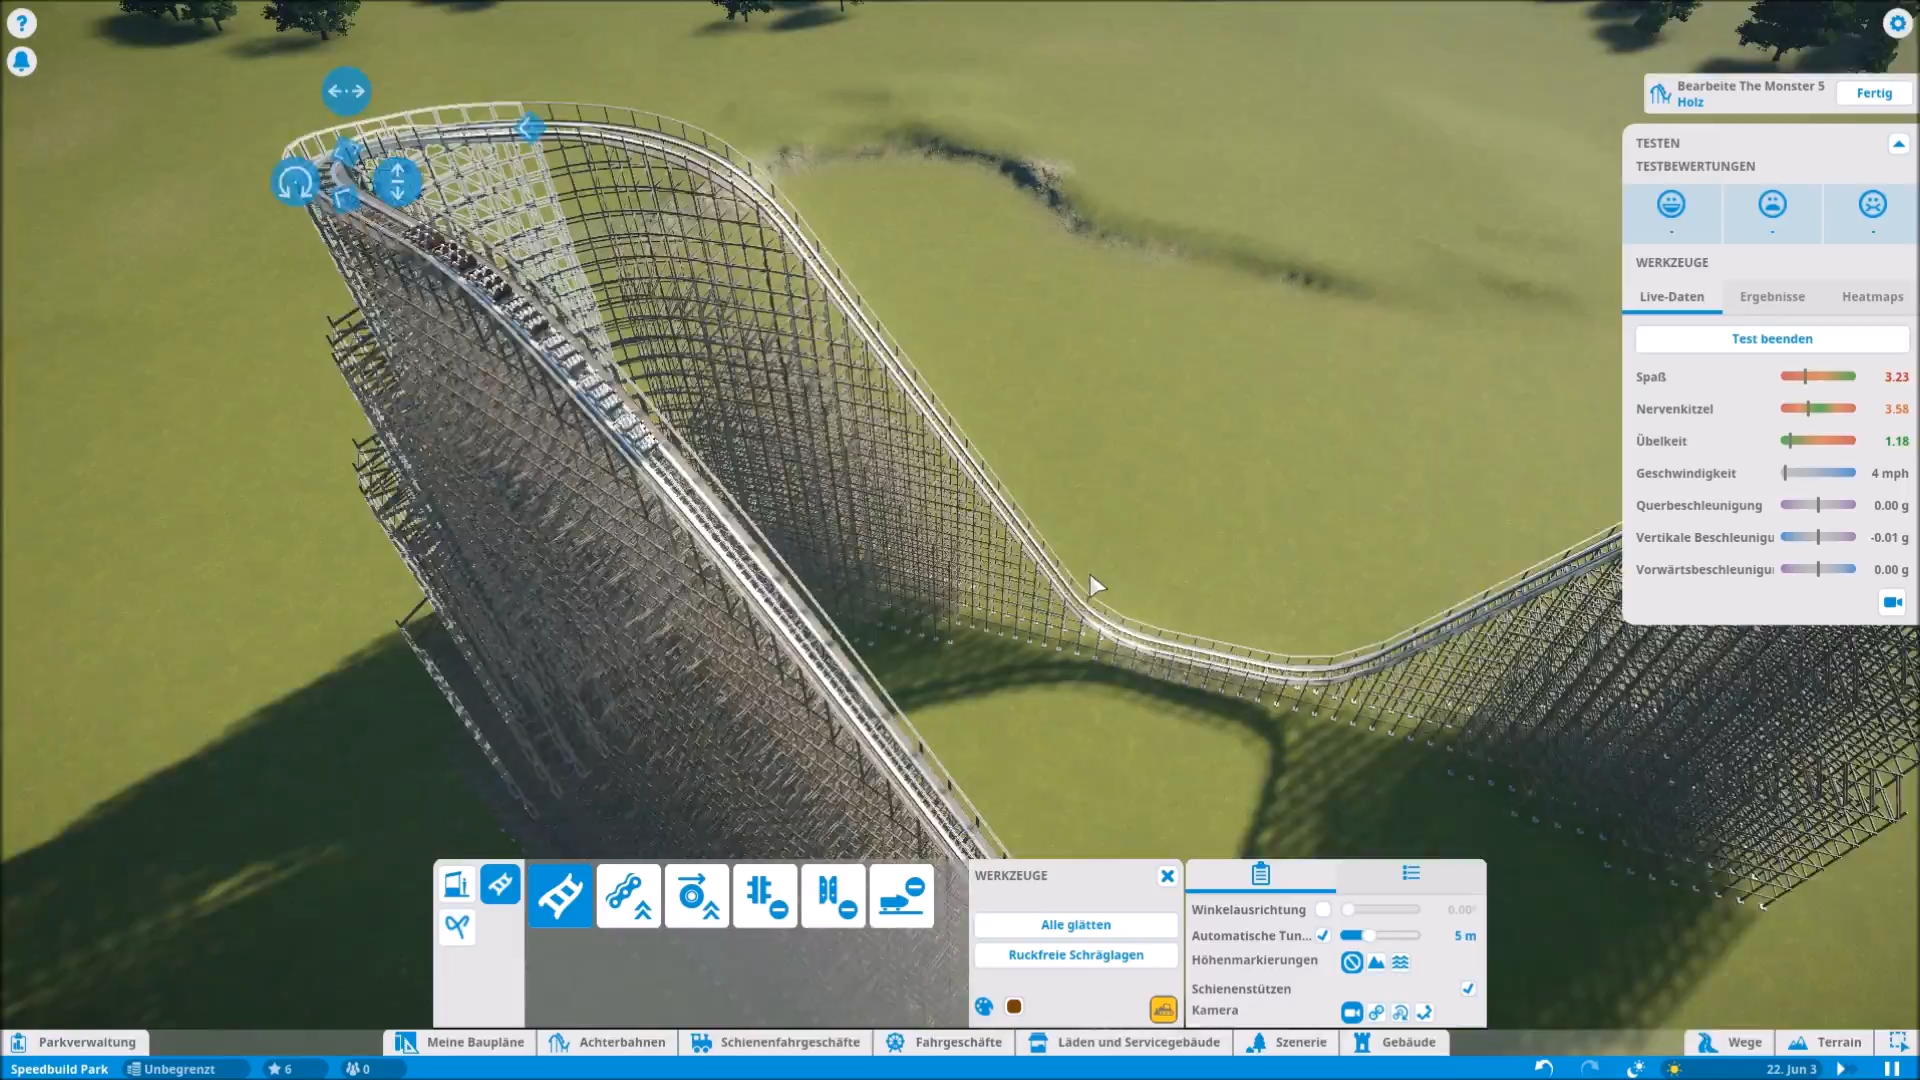 Bearbeite The Monster 5
Holz
Fertig
TESTEN
TESTBEWERTUNGEN
- - -
WERKZEUGE
Live-Daten Ergebnisse Heatmaps
Test beenden
Spaß 3.23
Nervenkitzel 3.58
Übelkeit 1.18
Geschwindigkeit 4 mph
Querbeschleunigung 0.00 g
Vertikale Beschleunigu -0.01 g
Vorwärtsbeschleunigu 0.00 g
WERKZEUGE
Alle glätten
Ruckfreie Schräglagen
Winkelausrichtung 0.00°
Automatische Tun... 5 m
Höhenmarkierungen
Schienenstützen
Kamera
Parkverwaltung Meine Baupläne Achterbahnen Schienenfahrgeschäfte Fahrgeschäfte Läden und Servicegebäude Szenerie Gebäude Wege Terrain
Speedbuild Park Unbegrenzt 6 0 22. Jun 3